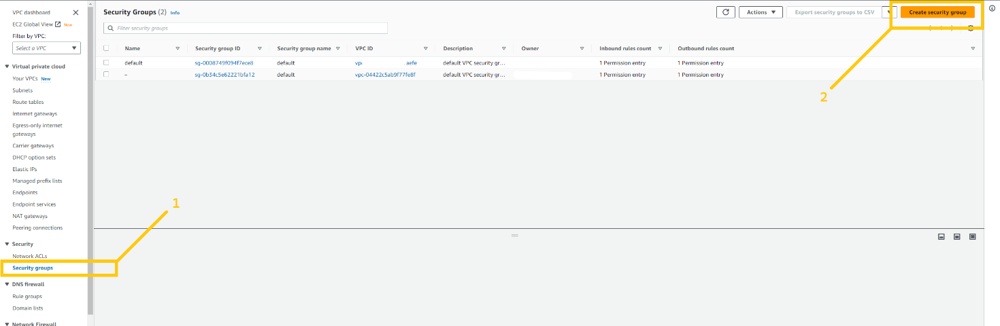 VPC dashboard
EC2 Global View New
Filter by VPC:
Select a VPC
Virtual private cloud
Your VPCs New
Subnets
Route tables
Internet gateways
Egress-only internet
gateways
Carrier gateways
DHCP option sets
Elastic IPs
Managed prefix lists
Endpoints
Endpoint services
NAT gateways
Peering connections
Security
Network ACLs
Security groups
DNS firewall
Rule groups
Domain lists
Network Firewall
Security Groups (2) Info
Actions Export security groups to CSV Create security group
Filter security groups
Name Security group ID Security group name VPC ID Description Owner Inbound rules count Outbound rules count
default sg-0008749f094f7ece8 default vpc aefe default VPC security gr... 1 Permission entry 1 Permission entry
– sg-0b34c5e62221bfa12 default vpc-04422c5ab9f77fe8f default VPC security gr... 1 Permission entry 1 Permission entry
1
2